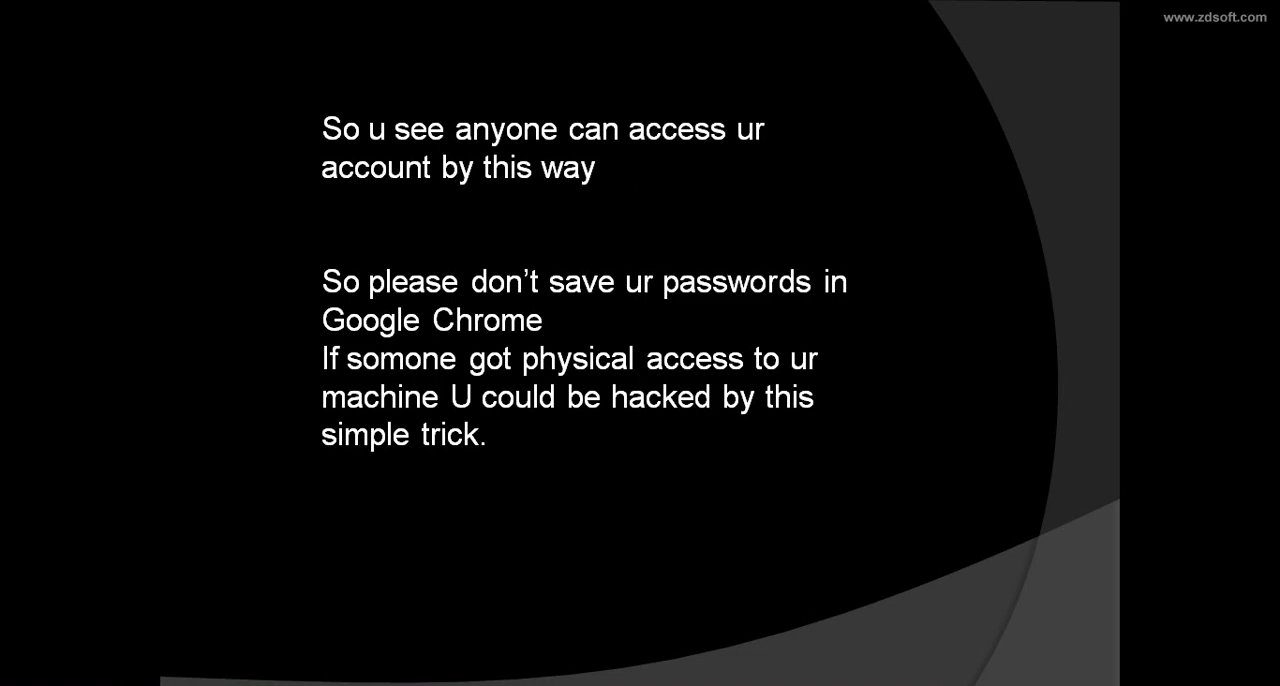 www.zdsoft.com
So u see anyone can access ur
account by this way
So please don't save ur passwords in
Google Chrome
If somone got physical access to ur
machine U could be hacked by this
simple trick.